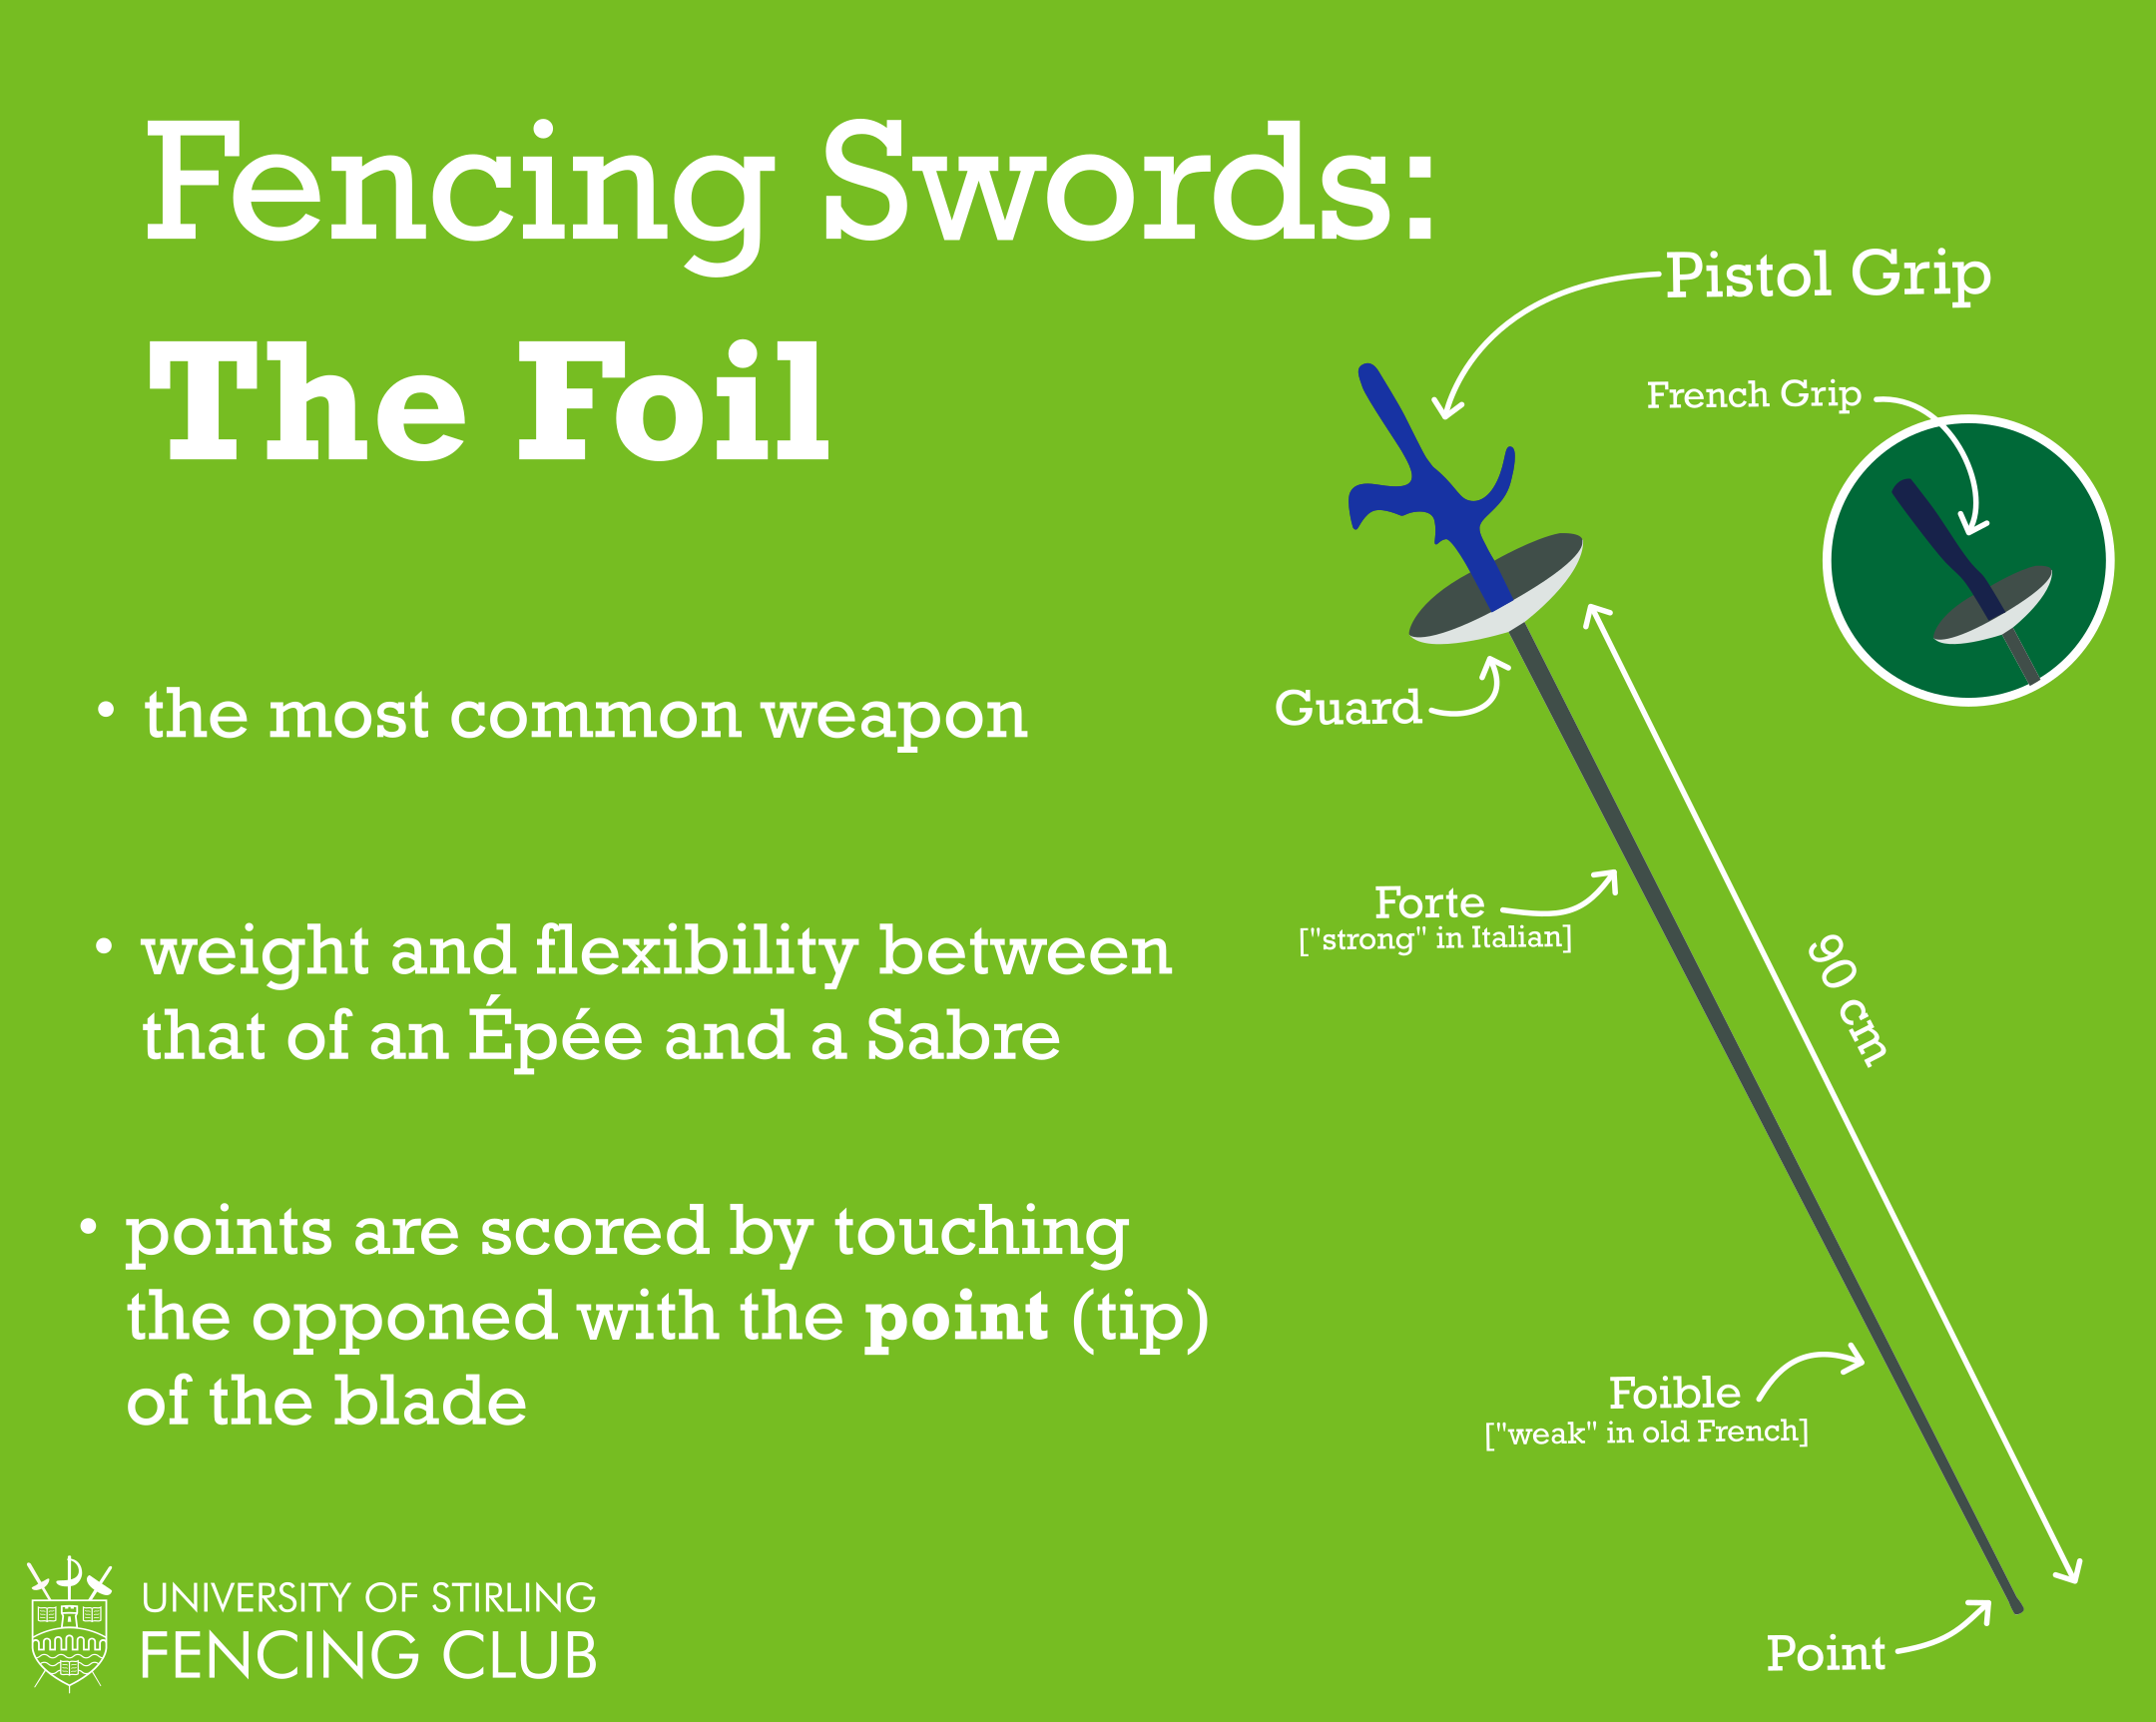 Fencing Swords:
The Foil
• the most common weapon
• weight and flexibility between
that of an Épée and a Sabre
• points are scored by touching
the opponed with the point (tip)
of the blade
Pistol Grip
French Grip
Guard
Forte
["strong" in Italian]
90 cm
Foible
["weak" in old French]
Point
UNIVERSITY OF STIRLING
FENCING CLUB